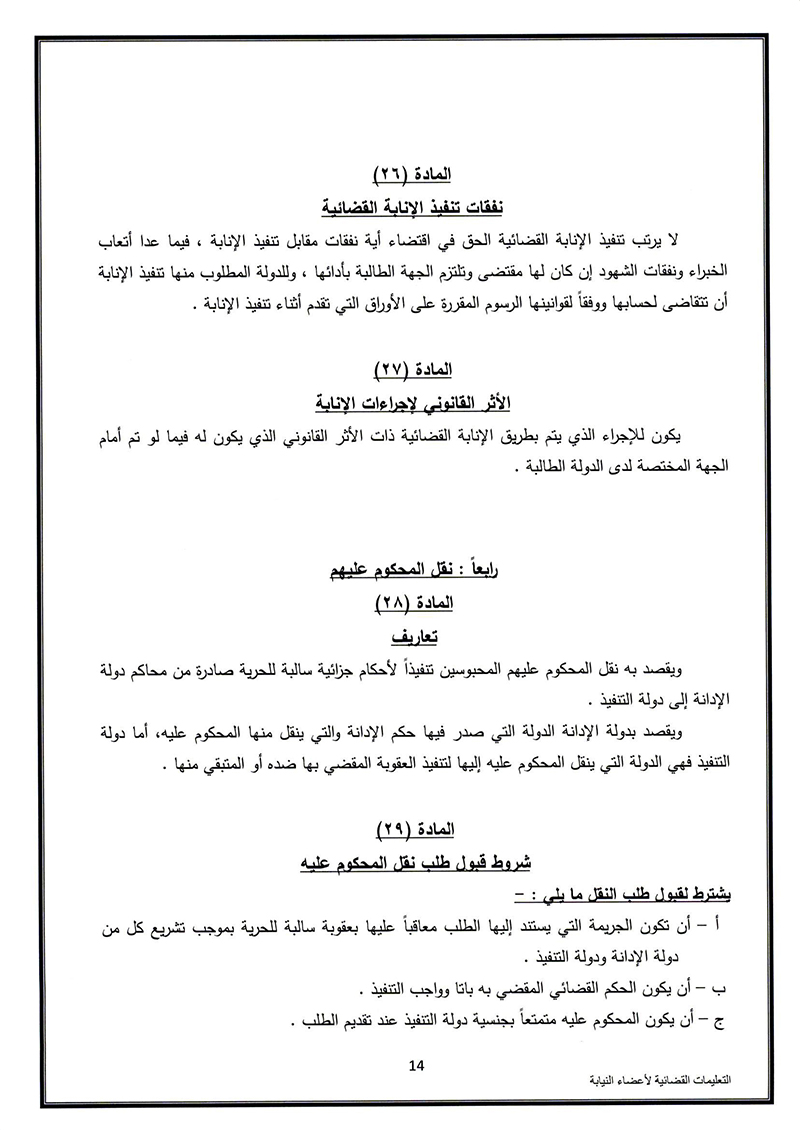 المادة (٢٦)
نفقات تنفيذ الإنابة القضائية
لا يرتب تنفيذ الإنابة القضائية الحق في اقتضاء أية نفقات مقابل تنفيذ الإنابة ، فيما عدا أتعاب
الخبراء ونفقات الشهود إن كان لها مقتضى وتلتزم الجهة الطالبة بأدائها ، وللدولة المطلوب منها تنفيذ الإنابة
أن تتقاضى لحسابها ووفقاً لقوانينها الرسوم المقررة على الأوراق التي تقدم أثناء تنفيذ الإنابة .
المادة (٢٧)
الأثر القانوني لإجراءات الإنابة
يكون للإجراء الذي يتم بطريق الإنابة القضائية ذات الأثر القانوني الذي يكون له فيما لو تم أمام
الجهة المختصة لدى الدولة الطالبة .
رابعاً : نقل المحكوم عليهم
المادة (٢٨)
تعاريف
ويقصد به نقل المحكوم عليهم المحبوسين تنفيذاً لأحكام جزائية سالبة للحرية صادرة من محاكم دولة
الإدانة إلى دولة التنفيذ .
ويقصد بدولة الإدانة الدولة التي صدر فيها حكم الإدانة والتي ينقل منها المحكوم عليه، أما دولة
التنفيذ فهي الدولة التي ينقل المحكوم عليه إليها لتنفيذ العقوبة المقضي بها ضده أو المتبقي منها .
المادة (٢٩)
شروط قبول طلب نقل المحكوم عليه
يشترط لقبول طلب النقل ما يلي : –
أ – أن تكون الجريمة التي يستند إليها الطلب معاقباً عليها بعقوبة سالبة للحرية بموجب تشريع كل من
دولة الإدانة ودولة التنفيذ .
ب – أن يكون الحكم القضائي المقضي به باتا وواجب التنفيذ .
ج – أن يكون المحكوم عليه متمتعاً بجنسية دولة التنفيذ عند تقديم الطلب .
14
التعليمات القضائية لأعضاء النيابة